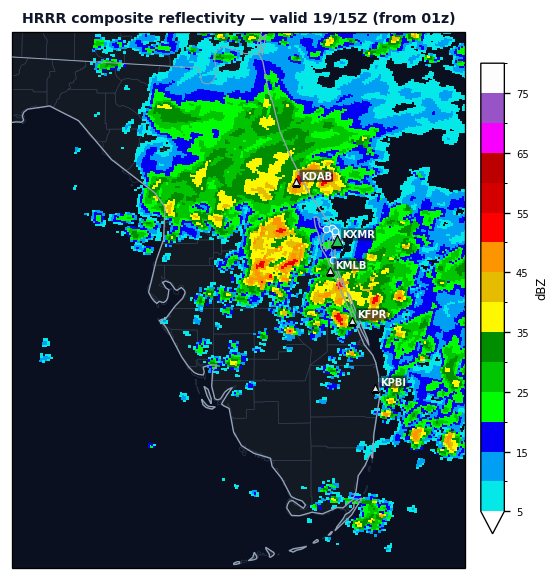 HRRR composite reflectivity — valid 19/15Z (from 01z)
75
65
55
45
35
25
15
5
dBZ
KDAB
KXMR
KMLB
KFPR
KPBI